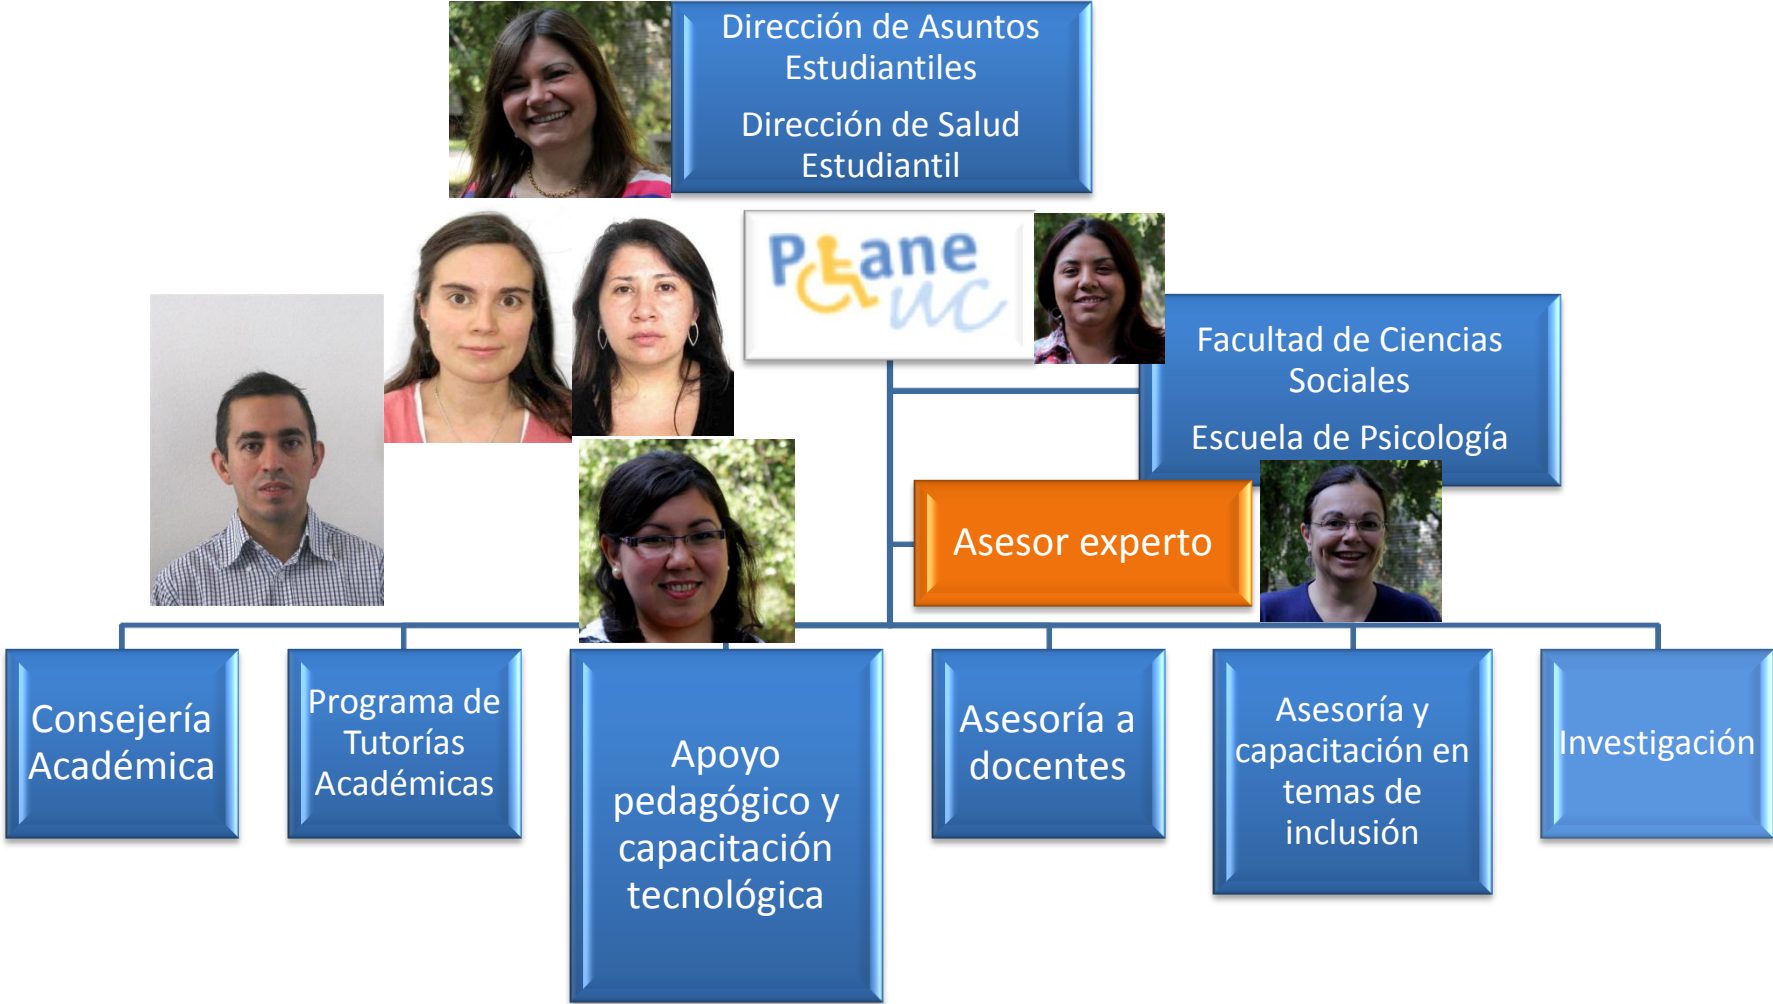 Dirección de Asuntos
Estudiantiles
Dirección de Salud
Estudiantil
Plane
UC
Facultad de Ciencias
Sociales
Escuela de Psicología
Asesor experto
Consejería
Académica
Programa de
Tutorías
Académicas
Apoyo
pedagógico y
capacitación
tecnológica
Asesoría a
docentes
Asesoría y
capacitación en
temas de
inclusión
Investigación